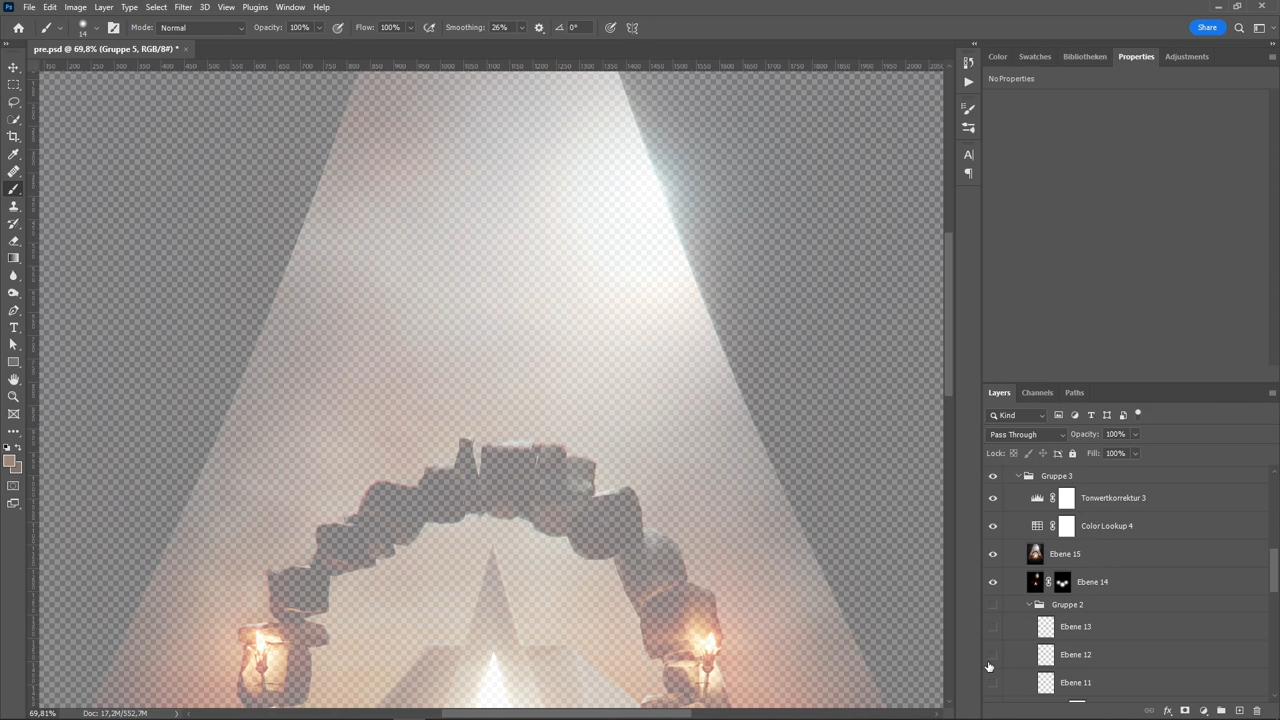 Ps File Edit Image Layer Type Select Filter 3D View Plugins Window Help
14 Mode: Normal Opacity: 100% Flow: 100% Smoothing: 26% 0° Share
pre.psd @ 69,8% (Gruppe 5, RGB/8#) * ×
Color Swatches Bibliotheken Properties Adjustments
No Properties
Layers Channels Paths
Kind
Pass Through Opacity: 100%
Lock: Fill: 100%
Gruppe 3
Tonwertkorrektur 3
Color Lookup 4
Ebene 15
Ebene 14
Gruppe 2
Ebene 13
Ebene 12
Ebene 11
69,81% Doc: 17,2M/552,7M